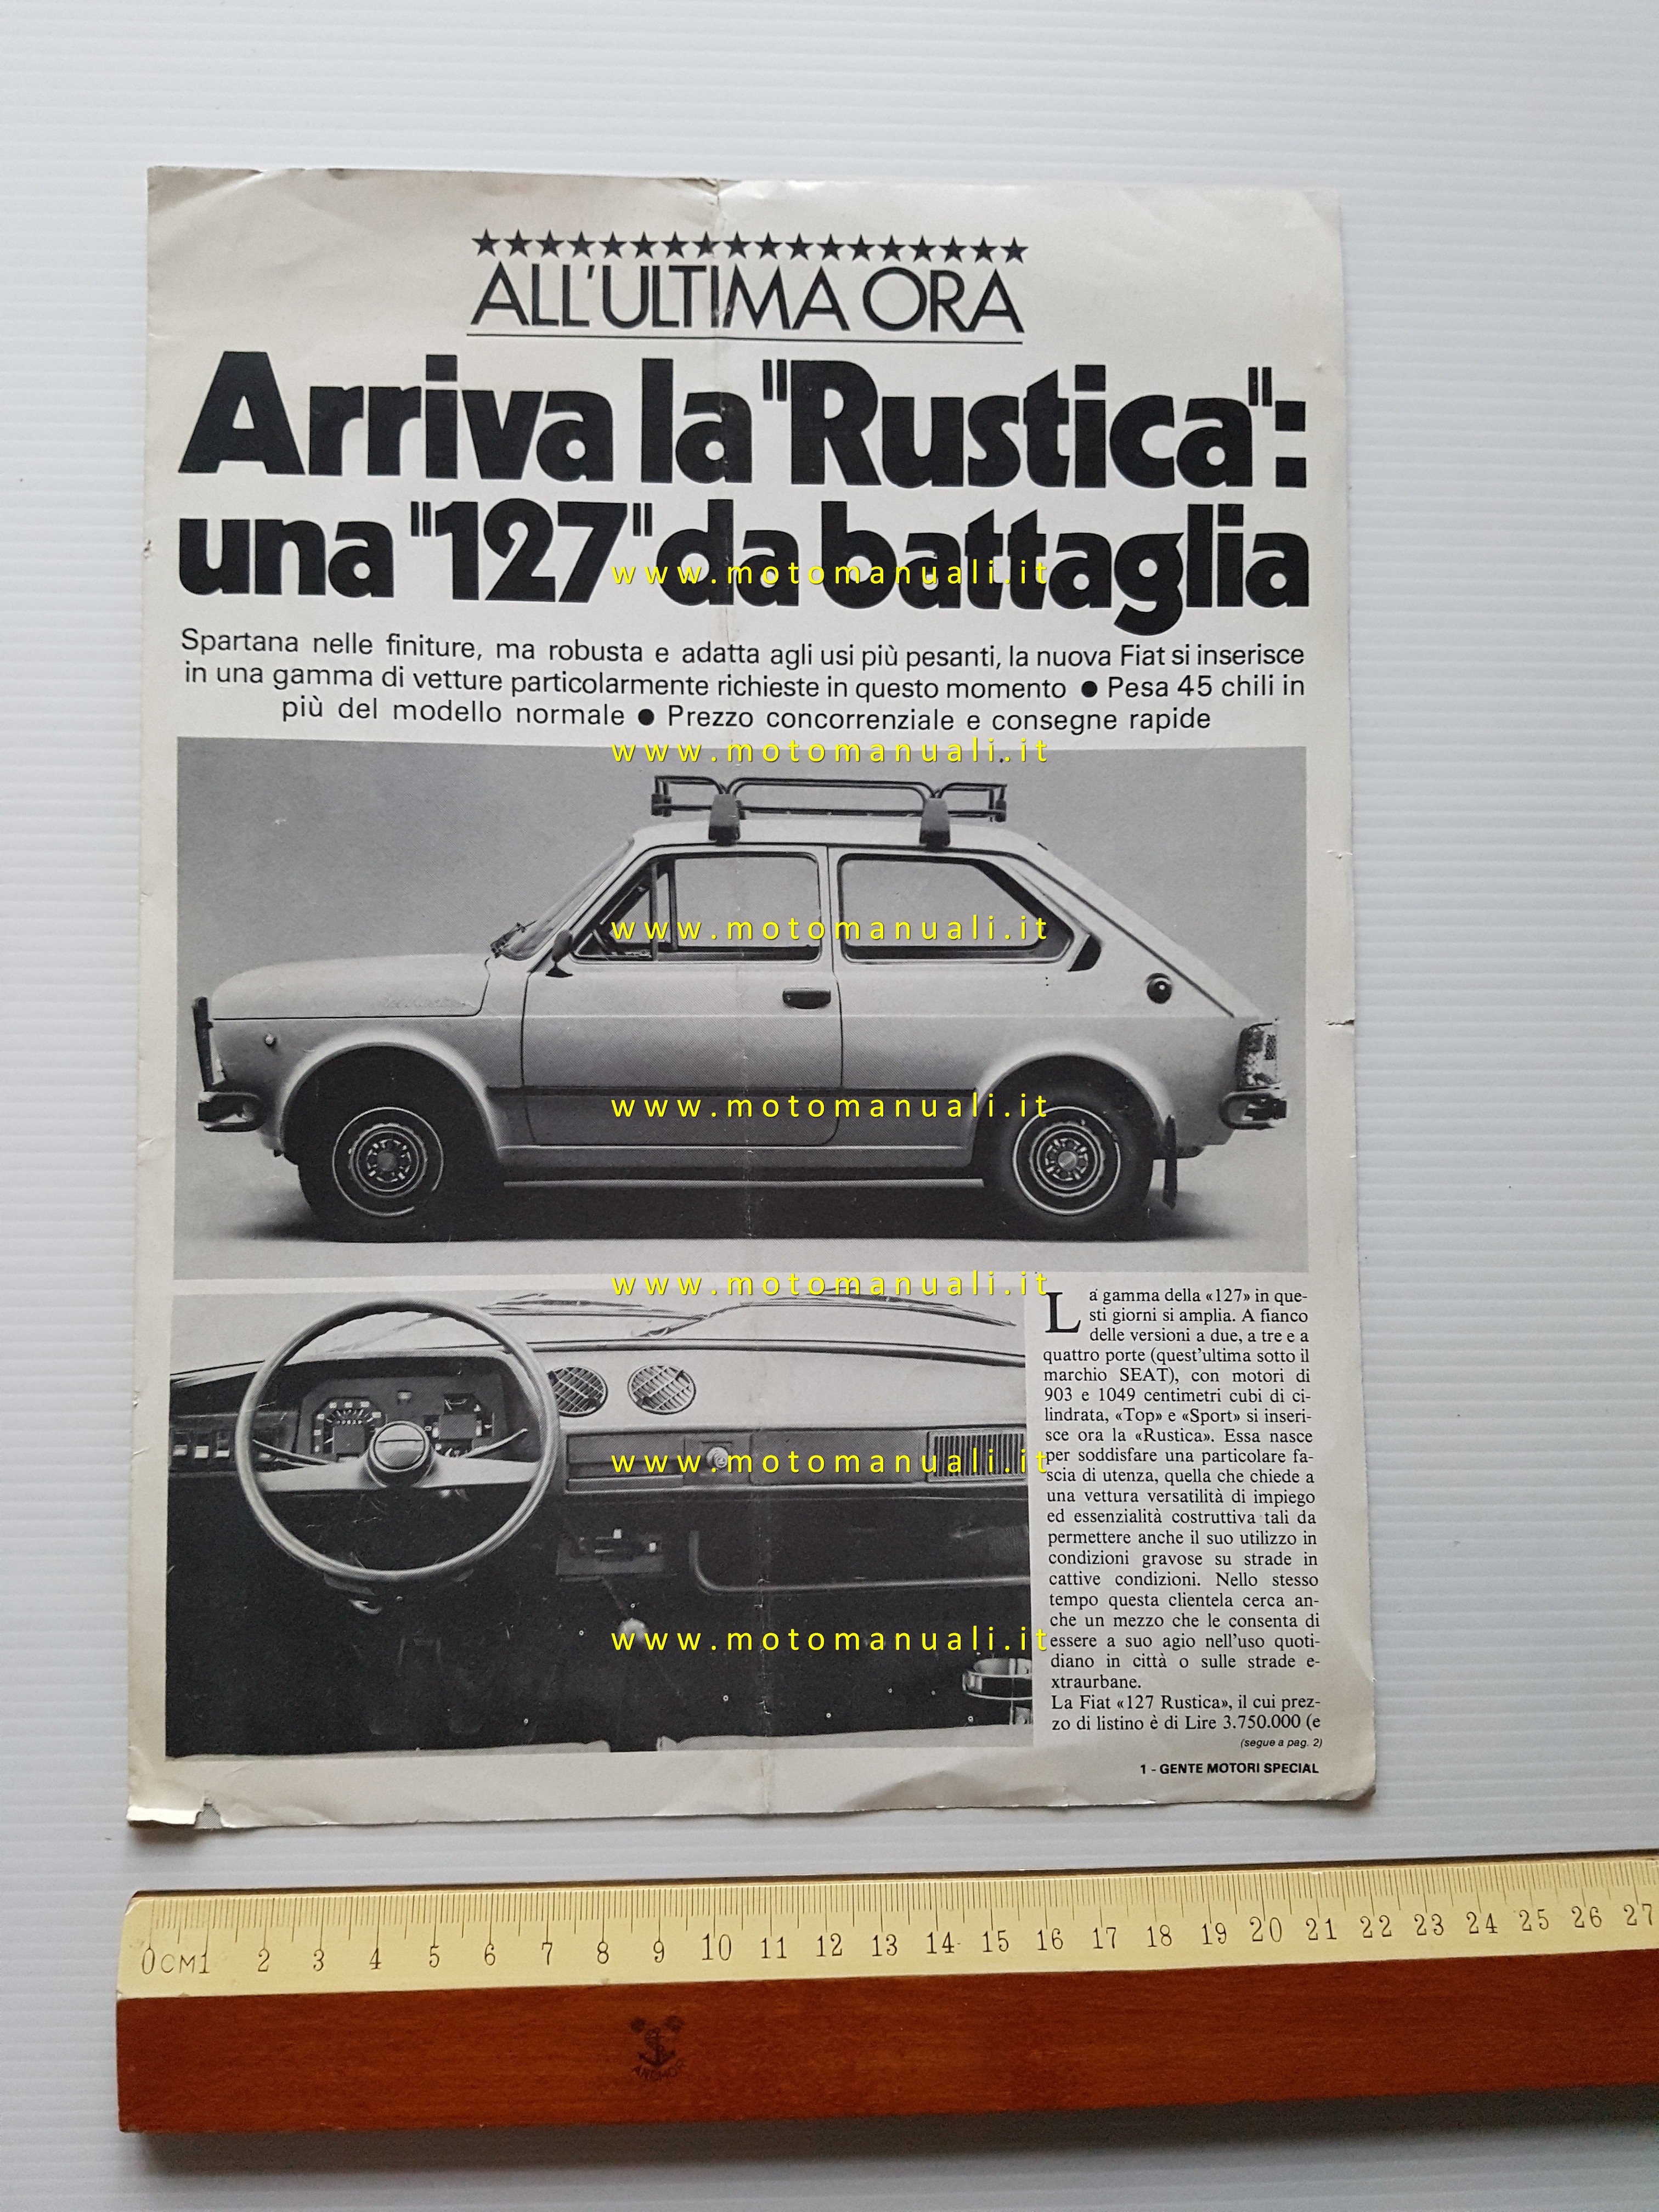 ALL'ULTIMA ORA
Arriva la "Rustica":
una "127" da battaglia
www.motomanuali.it
Spartana nelle finiture, ma robusta e adatta agli usi più pesanti, la nuova Fiat si inserisce
in una gamma di vetture particolarmente richieste in questo momento ● Pesa 45 chili in
più del modello normale ● Prezzo concorrenziale e consegne rapide
www.motomanuali.it
www.motomanuali.it
www.motomanuali.it
www.motomanuali.it
La gamma della «127» in que-
sti giorni si amplia. A fianco
delle versioni a due, a tre e a
quattro porte (quest'ultima sotto il
marchio SEAT), con motori di
903 e 1049 centimetri cubi di ci-
lindrata, «Top» e «Sport» si inseri-
sce ora la «Rustica». Essa nasce
per soddisfare una particolare fa-
scia di utenza, quella che chiede a
una vettura versatilità di impiego
ed essenzialità costruttiva tali da
permettere anche il suo utilizzo in
condizioni gravose su strade in
cattive condizioni. Nello stesso
tempo questa clientela cerca an-
che un mezzo che le consenta di
essere a suo agio nell'uso quoti-
diano in città o sulle strade e-
xtraurbane.
La Fiat «127 Rustica», il cui prez-
zo di listino è di Lire 3.750.000 (e
(segue a pag. 2)
www.motomanuali.it
www.motomanuali.it
1 - GENTE MOTORI SPECIAL
0CM1 2 3 4 5 6 7 8 9 10 11 12 13 14 15 16 17 18 19 20 21 22 23 24 25 26 27
ANCHOR